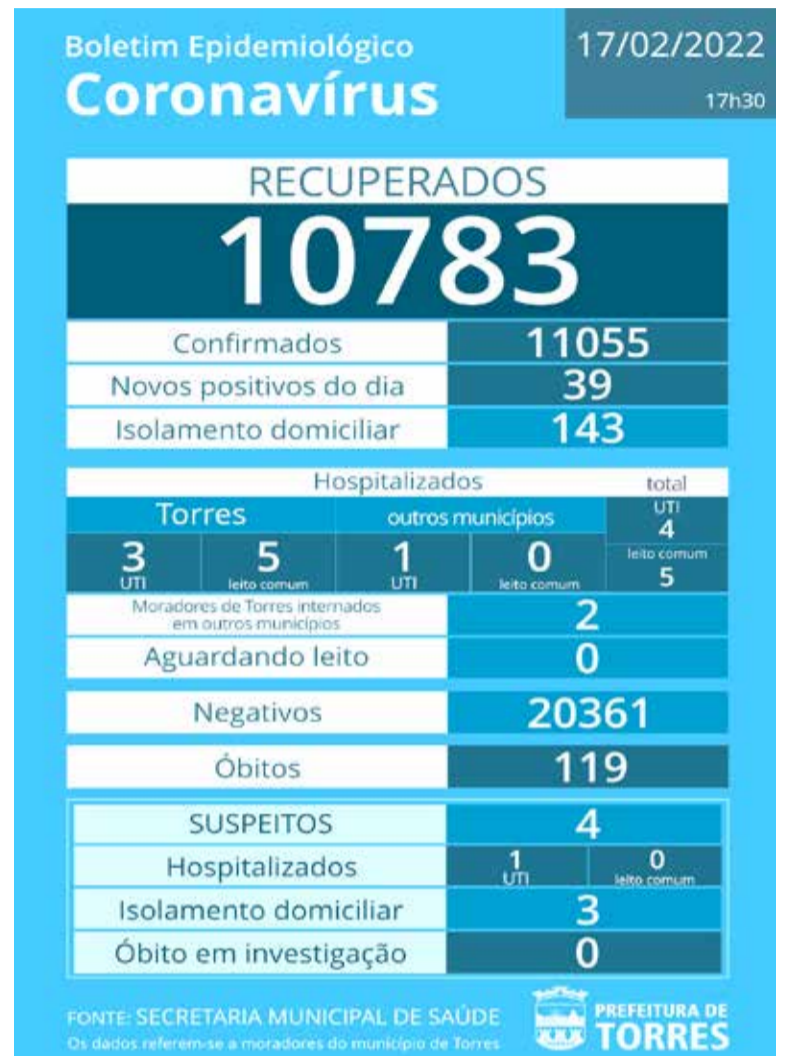 Boletim Epidemiológico
Coronavírus
17/02/2022
17h30
RECUPERADOS
10783
Confirmados 11055
Novos positivos do dia 39
Isolamento domiciliar 143
Hospitalizados total
Torres outros municípios
UTI
4
leito comum
5
3 5 1 0
UTI leito comum UTI leito comum
Moradores de Torres internados
em outros municípios
2
Aguardando leito 0
Negativos 20361
Óbitos 119
SUSPEITOS 4
Hospitalizados
1 0
UTI leito comum
Isolamento domiciliar 3
Óbito em investigação 0
FONTE: SECRETARIA MUNICIPAL DE SAÚDE
Os dados referem-se a moradores do município de Torres
PREFEITURA DE
TORRES